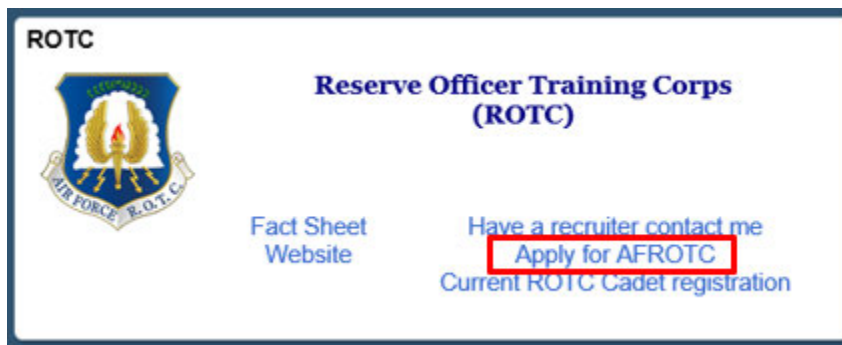 ROTC
Reserve Officer Training Corps
(ROTC)
AIR FORCE R.O.T.C.
Fact Sheet
Have a recruiter contact me
Website
Apply for AFROTC
Current ROTC Cadet registration